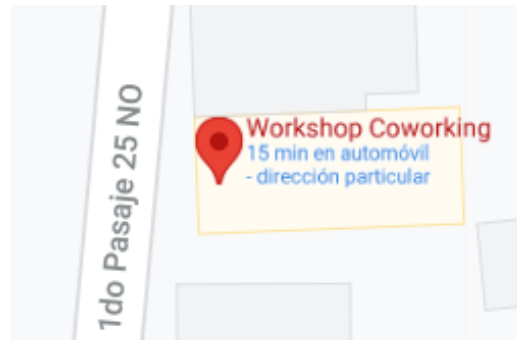 1do Pasaje 25 NO
Workshop Coworking
15 min en automóvil
- dirección particular